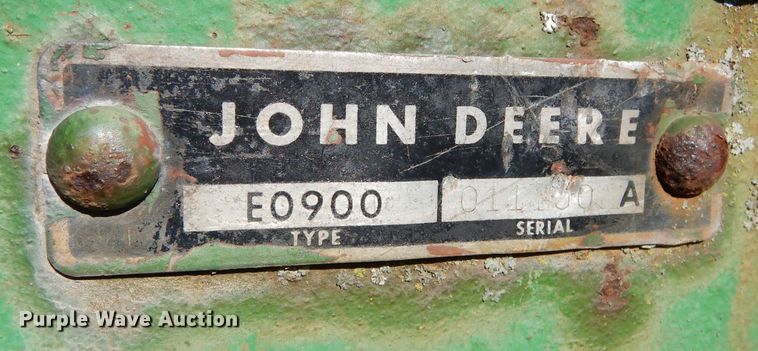 JOHN DEERE
E0900 A
TYPE SERIAL
Purple Wave Auction